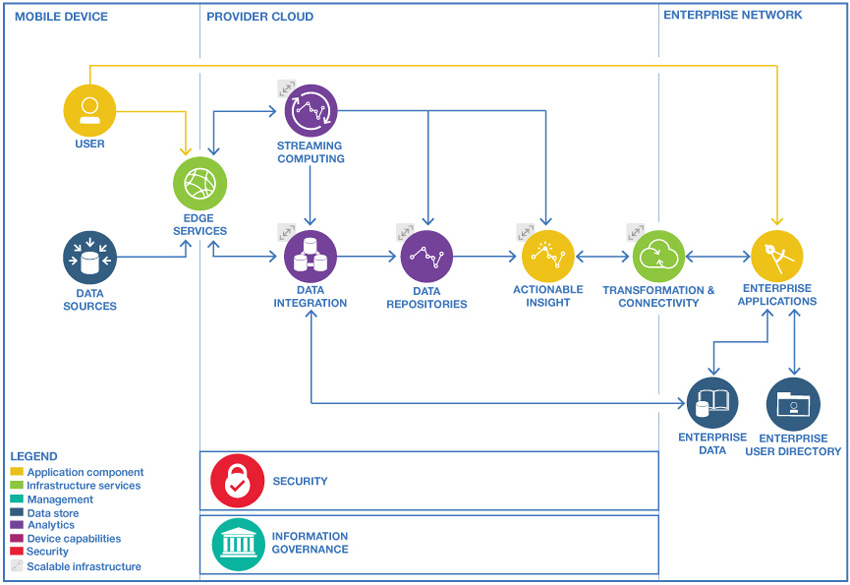 MOBILE DEVICE
PROVIDER CLOUD
ENTERPRISE NETWORK
USER
STREAMING
COMPUTING
EDGE
SERVICES
DATA
SOURCES
DATA
INTEGRATION
DATA
REPOSITORIES
ACTIONABLE
INSIGHT
TRANSFORMATION &
CONNECTIVITY
ENTERPRISE
APPLICATIONS
ENTERPRISE
DATA
ENTERPRISE
USER DIRECTORY
LEGEND
Application component
Infrastructure services
Management
Data store
Analytics
Device capabilities
Security
Scalable infrastructure
SECURITY
INFORMATION
GOVERNANCE